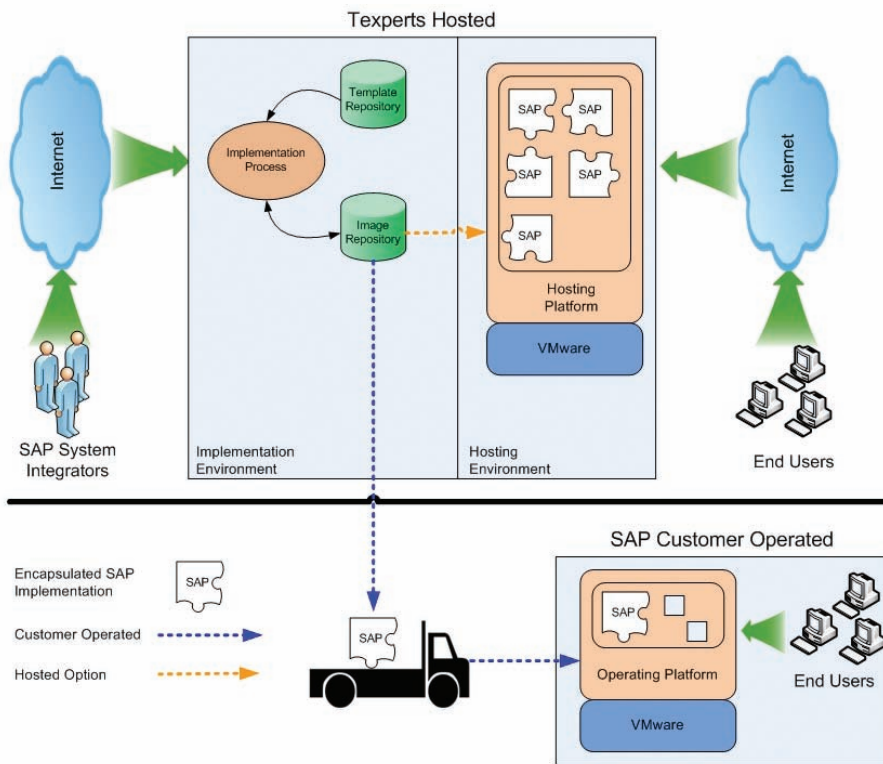 Texperts Hosted
Internet
Template
Repository
Implementation
Process
Image
Repository
SAP
SAP
SAP
SAP
SAP
Hosting
Platform
VMware
Internet
SAP System
Integrators
Implementation
Environment
Hosting
Environment
End Users
SAP Customer Operated
Encapsulated SAP
Implementation
SAP
Customer Operated
Hosted Option
SAP
SAP
Operating Platform
VMware
End Users